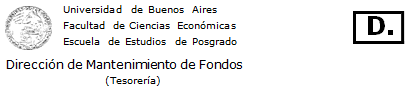 Universidad de Buenos Aires
Facultad de Ciencias Económicas
Escuela de Estudios de Posgrado
D.
Dirección de Mantenimiento de Fondos
(Tesorería)